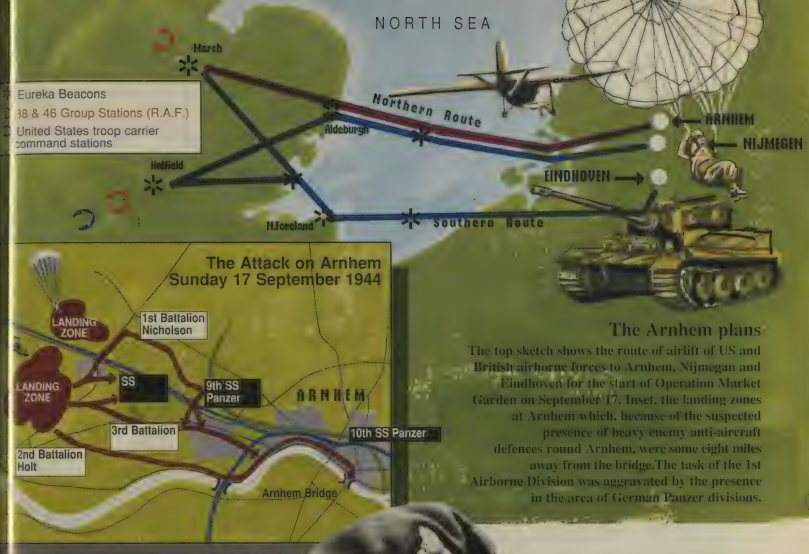 NORTH SEA
March
Eureka Beacons
38 & 46 Group Stations (R.A.F.)
United States troop carrier
command stations
Northern Route
Aldeburgh
ARNHEM
NIJMEGEN
Hatfield
EINDHOVEN
N.Foreland
Southern Route
The Attack on Arnhem
Sunday 17 September 1944
LANDING
ZONE
1st Battalion
Nicholson
LANDING
ZONE
SS
9th SS
Panzer
ARNHEM
3rd Battalion
10th SS Panzer
2nd Battalion
Holt
Arnhem Bridge
The Arnhem plans
The top sketch shows the route of airlift of US and
British airborne forces to Arnhem, Nijmegan and
Eindhoven for the start of Operation Market
Garden on September 17. Inset, the landing zones
at Arnhem which, because of the suspected
presence of heavy enemy anti-aircraft
defences round Arnhem, were some eight miles
away from the bridge.The task of the 1st
Airborne Division was aggravated by the presence
in the area of German Panzer divisions.